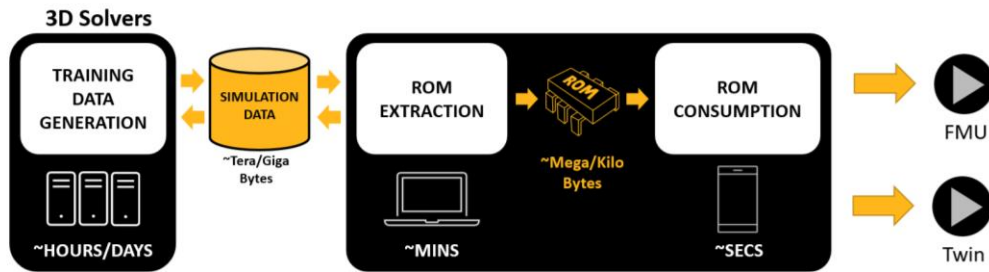 3D Solvers
TRAINING
DATA
GENERATION
~HOURS/DAYS
SIMULATION
DATA
~Tera/Giga
Bytes
ROM
EXTRACTION
~MINS
ROM
~Mega/Kilo
Bytes
ROM
CONSUMPTION
~SECS
FMU
Twin